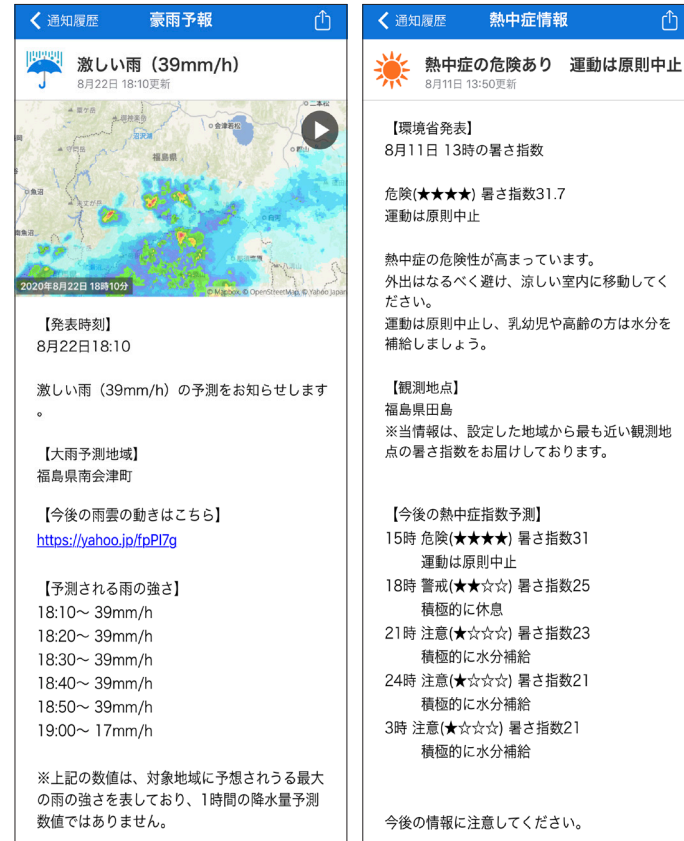 通知履歴
豪雨予報
激しい雨（39mm/h）
8月22日 18:10更新
会津若松
沼沢湖
福島県
2020年8月22日 18時10分
© Mapbox, © OpenStreetMap, © Yahoo Japan
【発表時刻】
8月22日18:10
激しい雨（39mm/h）の予測をお知らせします
。
【大雨予測地域】
福島県南会津町
【今後の雨雲の動きはこちら】
https://yahoo.jp/fpPI7g
【予測される雨の強さ】
18:10〜 39mm/h
18:20〜 39mm/h
18:30〜 39mm/h
18:40〜 39mm/h
18:50〜 39mm/h
19:00〜 17mm/h
※上記の数値は、対象地域に予想されうる最大
の雨の強さを表しており、1時間の降水量予測
数値ではありません。
通知履歴
熱中症情報
熱中症の危険あり　運動は原則中止
8月11日 13:50更新
【環境省発表】
8月11日 13時の暑さ指数
危険(★★★★) 暑さ指数31.7
運動は原則中止
熱中症の危険性が高まっています。
外出はなるべく避け、涼しい室内に移動してく
ださい。
運動は原則中止し、乳幼児や高齢の方は水分を
補給しましょう。
【観測地点】
福島県田島
※当情報は、設定した地域から最も近い観測地
点の暑さ指数をお届けしております。
【今後の熱中症指数予測】
15時 危険(★★★★) 暑さ指数31
運動は原則中止
18時 警戒(★★☆☆) 暑さ指数25
積極的に休息
21時 注意(★☆☆☆) 暑さ指数23
積極的に水分補給
24時 注意(★☆☆☆) 暑さ指数21
積極的に水分補給
3時 注意(★☆☆☆) 暑さ指数21
積極的に水分補給
今後の情報に注意してください。